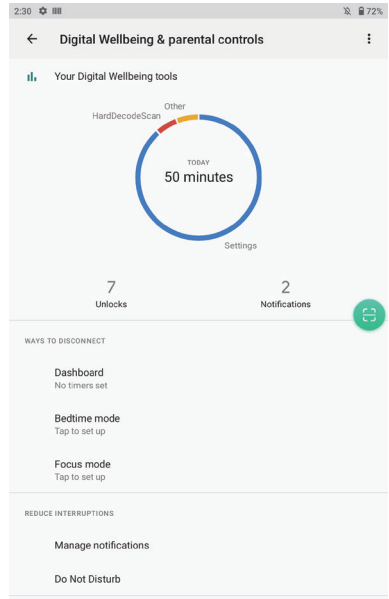 2:30
72%
Digital Wellbeing & parental controls
Your Digital Wellbeing tools
Other
HardDecodeScan
TODAY
50 minutes
Settings
7
2
Unlocks
Notifications
WAYS TO DISCONNECT
Dashboard
No timers set
Bedtime mode
Tap to set up
Focus mode
Tap to set up
REDUCE INTERRUPTIONS
Manage notifications
Do Not Disturb